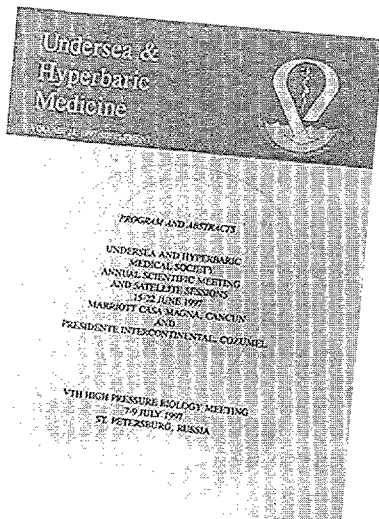 Undersea &
Hyperbaric
Medicine
PROGRAM AND ABSTRACTS
UNDERSEA AND HYPERBARIC
MEDICAL SOCIETY
ANNUAL SCIENTIFIC MEETING
AND SATELLITE SESSIONS
15-22 JUNE 1997
MARRIOTT CASA MAGNA, CANCUN
AND
PRESIDENTE INTERCONTINENTAL, COZUMEL
VTH HIGH PRESSURE BIOLOGY MEETING
7-9 JULY 1997
ST. PETERSBURG, RUSSIA